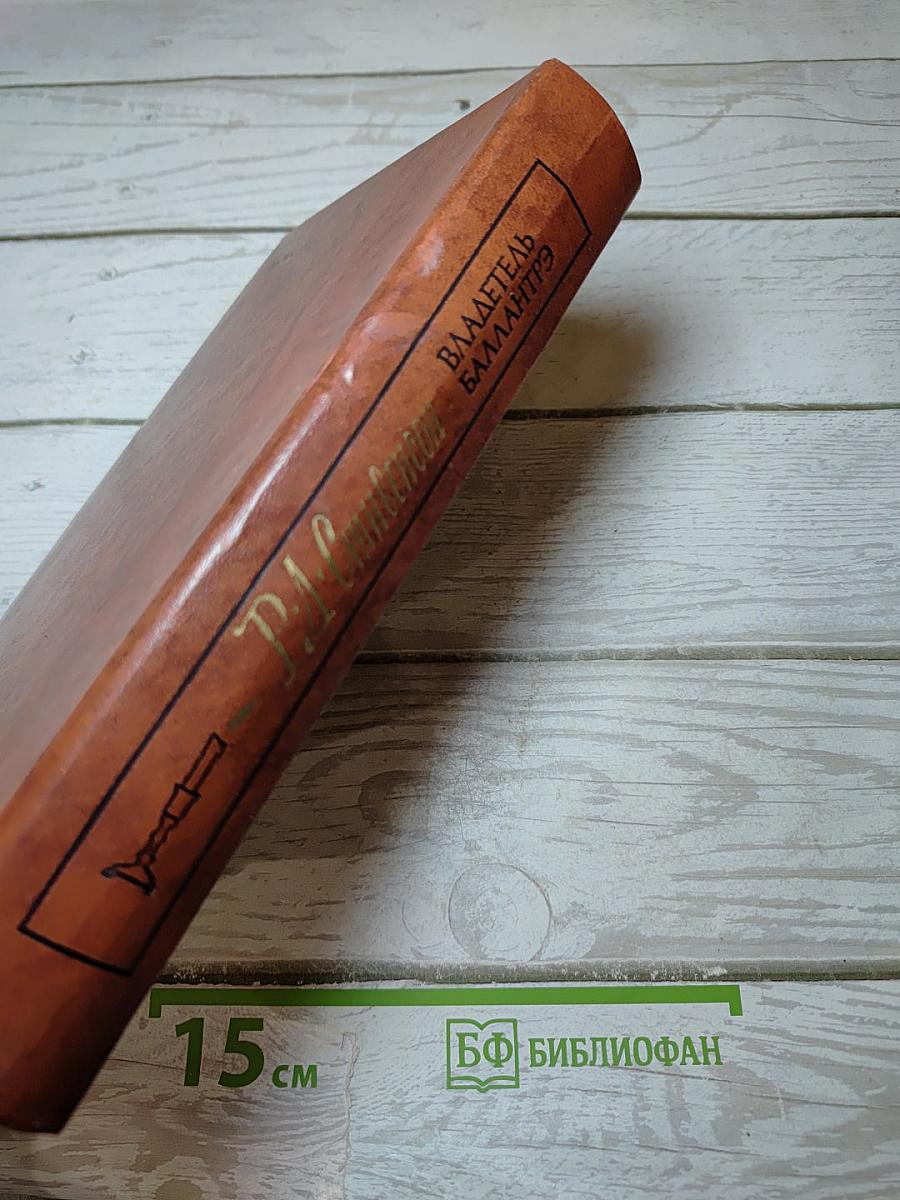 Р.Л. Стивенсон
ВЛАДЕТЕЛЬ
БАЛЛАНТРЭ
15 см
БФ БИБЛИОФАН